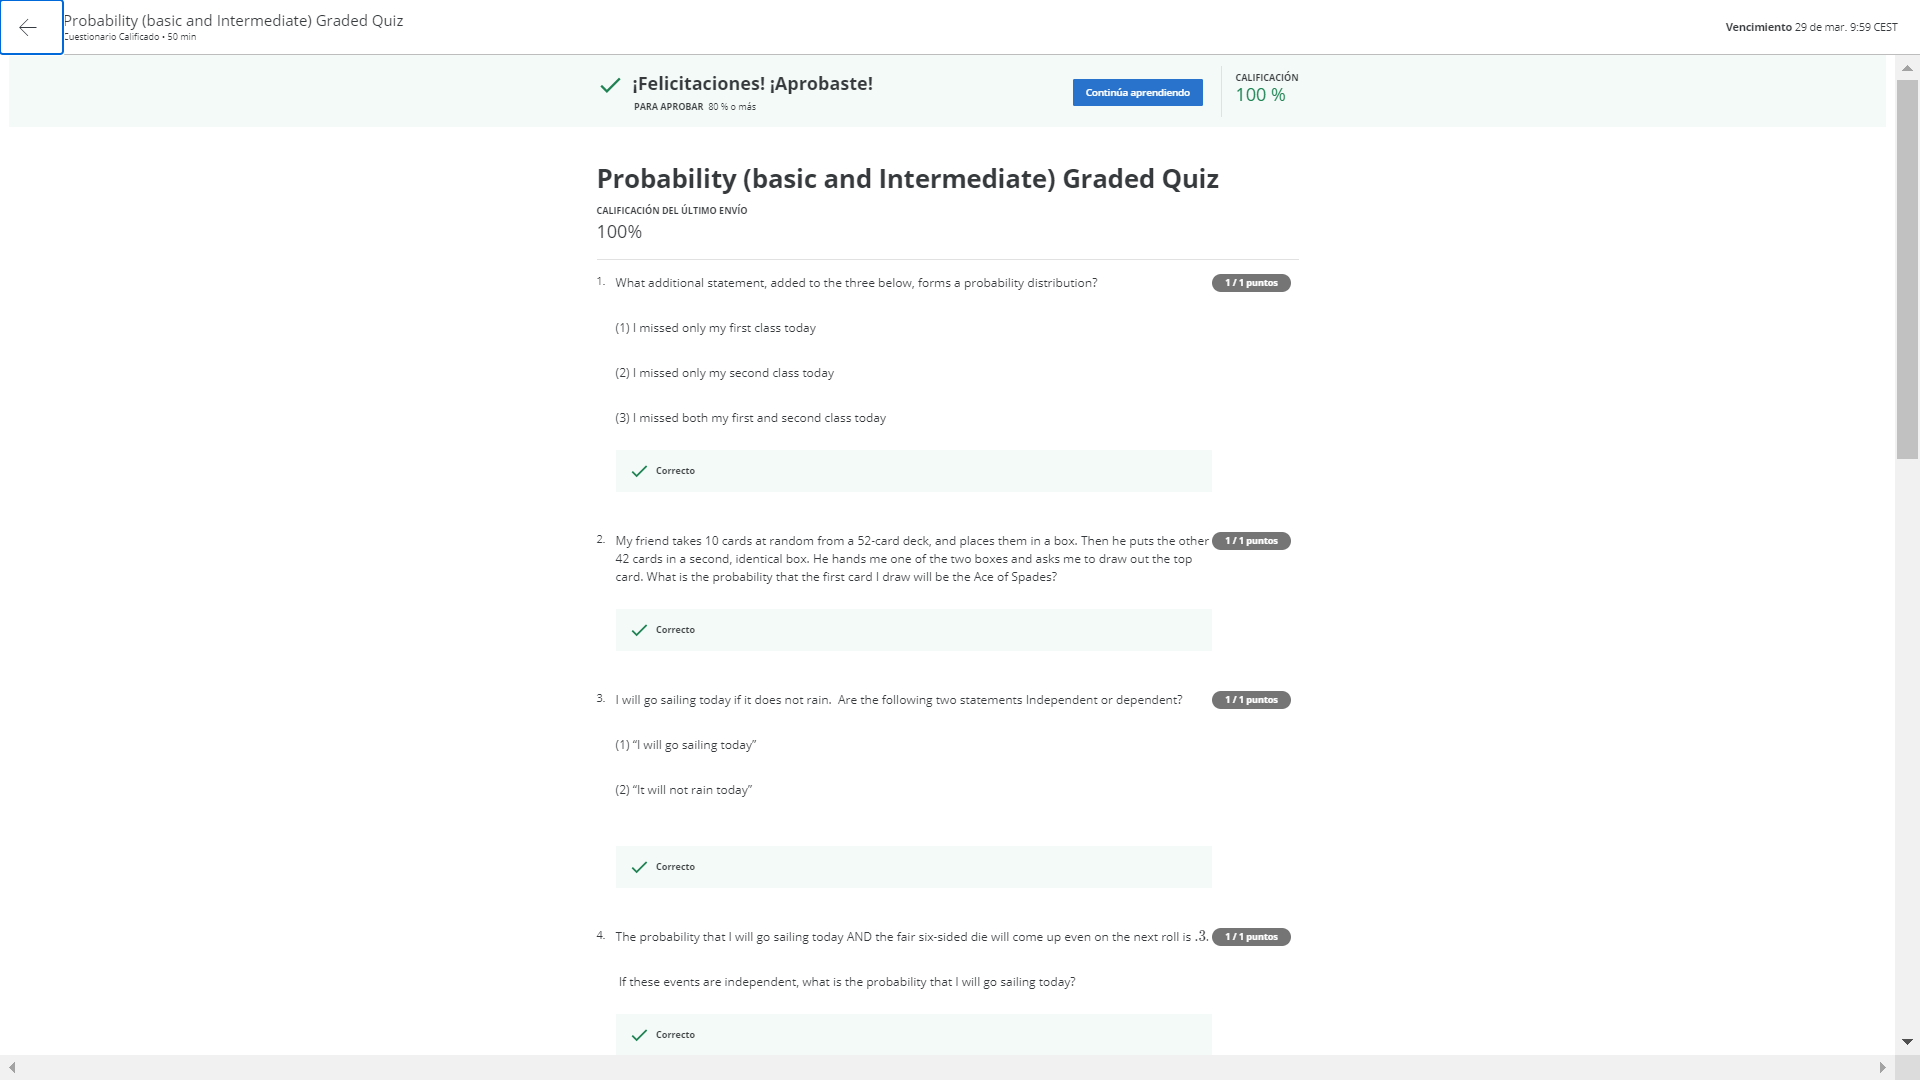 Probability (basic and Intermediate) Graded Quiz
Cuestionario Calificado • 50 min
Vencimiento 29 de mar. 9:59 CEST
¡Felicitaciones! ¡Aprobaste!
PARA APROBAR 80 % o más
Continúa aprendiendo
CALIFICACIÓN
100 %
Probability (basic and Intermediate) Graded Quiz
CALIFICACIÓN DEL ÚLTIMO ENVÍO
100%
1. What additional statement, added to the three below, forms a probability distribution?
1 / 1 puntos
(1) I missed only my first class today
(2) I missed only my second class today
(3) I missed both my first and second class today
Correcto
2. My friend takes 10 cards at random from a 52-card deck, and places them in a box. Then he puts the other
1 / 1 puntos
42 cards in a second, identical box. He hands me one of the two boxes and asks me to draw out the top
card. What is the probability that the first card I draw will be the Ace of Spades?
Correcto
3. I will go sailing today if it does not rain. Are the following two statements Independent or dependent?
1 / 1 puntos
(1) “I will go sailing today”
(2) “It will not rain today”
Correcto
4. The probability that I will go sailing today AND the fair six-sided die will come up even on the next roll is .3.
1 / 1 puntos
If these events are independent, what is the probability that I will go sailing today?
Correcto